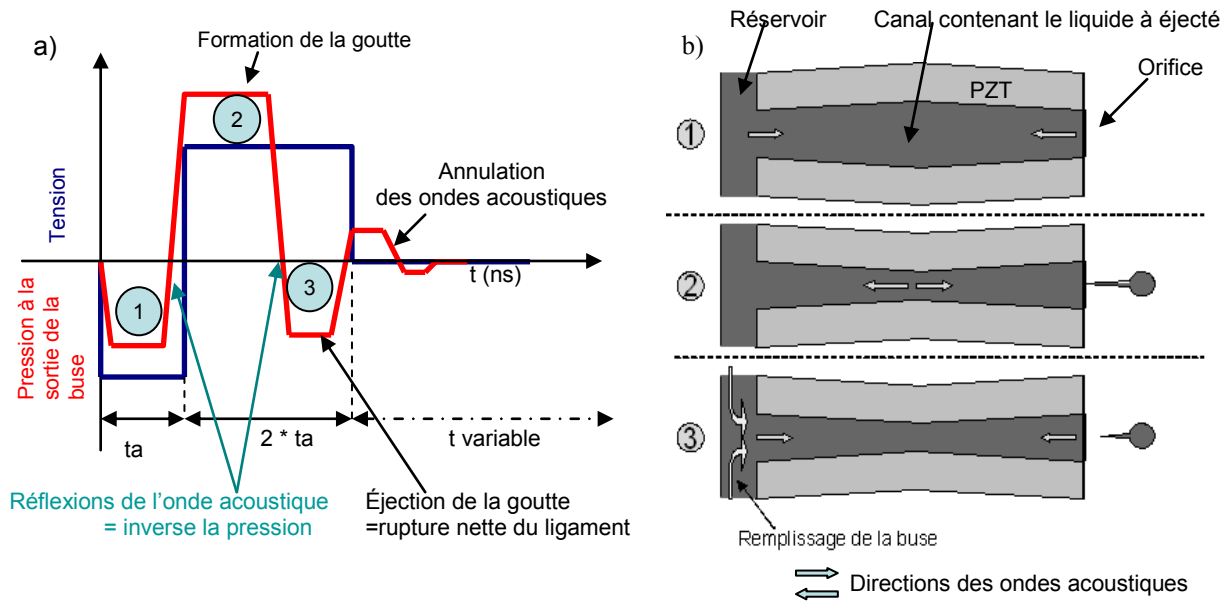 a)
Formation de la goutte
2
Annulation
des ondes acoustiques
Tension
Pression à la
sortie de la
buse
1
3
t (ns)
ta
2 * ta
t variable
Réflexions de l'onde acoustique
= inverse la pression
Éjection de la goutte
=rupture nette du ligament
b)
Réservoir
Canal contenant le liquide à éjecté
Orifice
PZT
1
2
3
Remplissage de la buse
Directions des ondes acoustiques